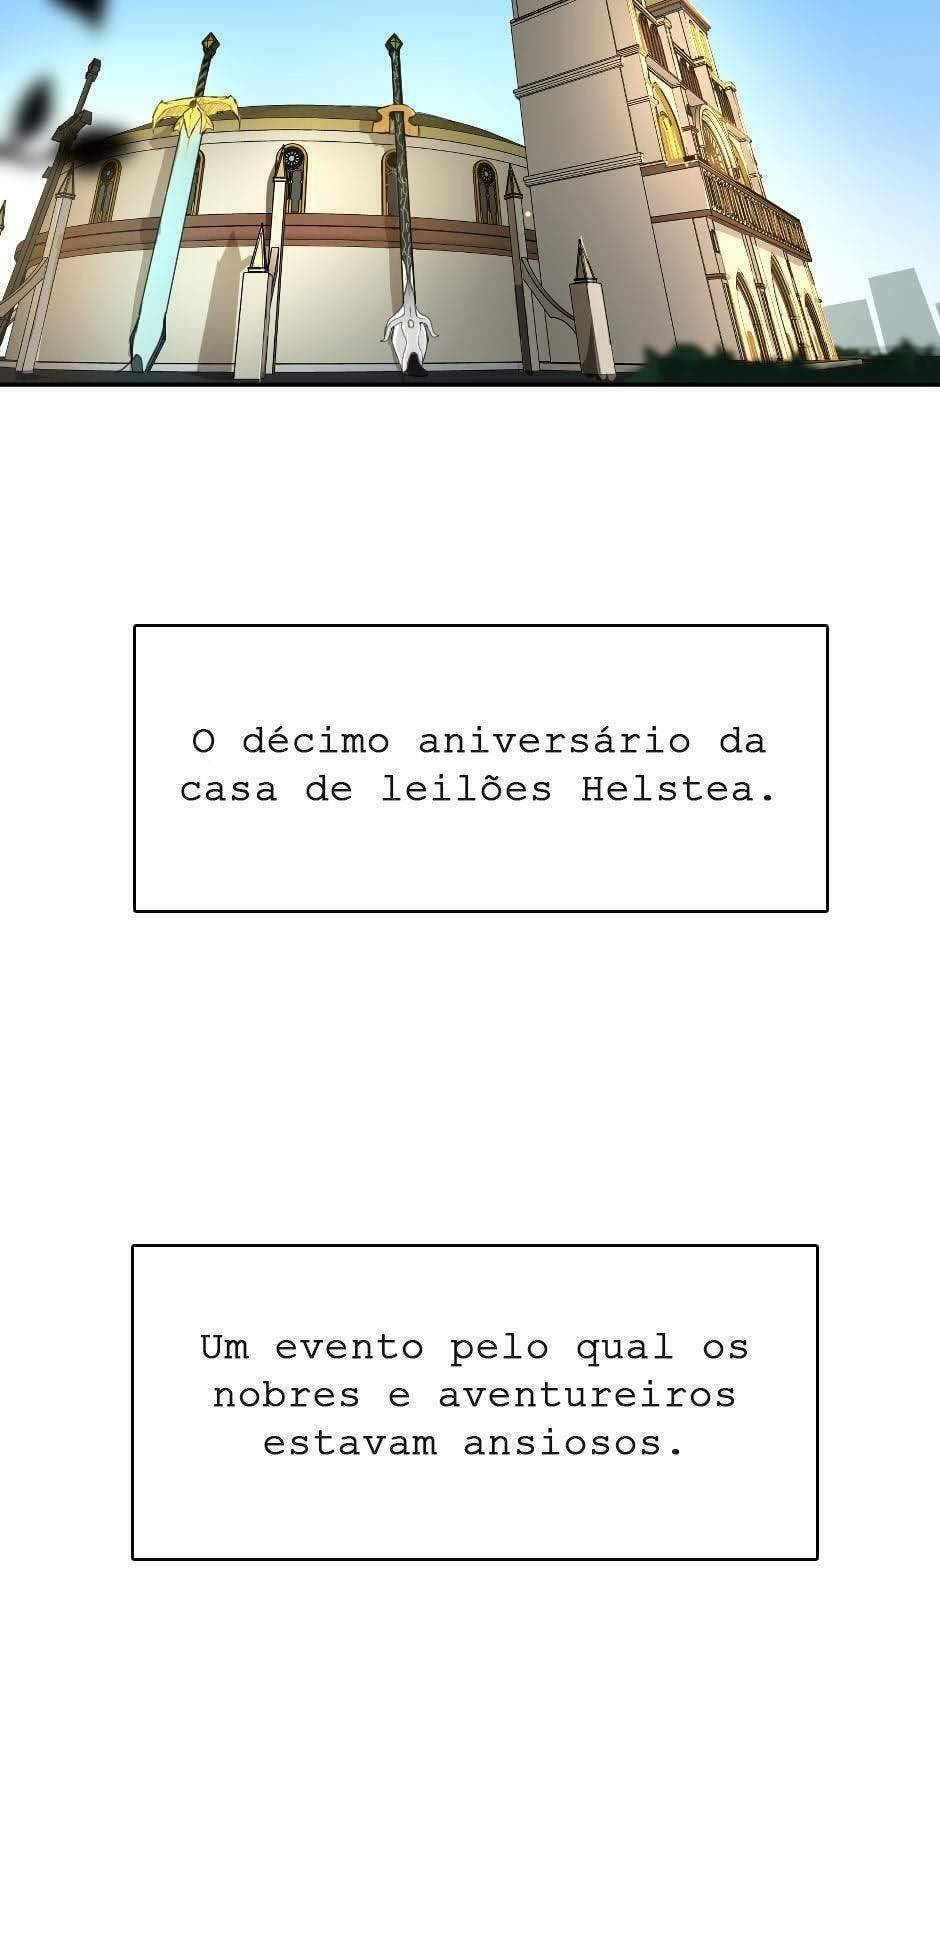 O décimo aniversário da
casa de leilões Helstea.
Um evento pelo qual os
nobres e aventureiros
estavam ansiosos.